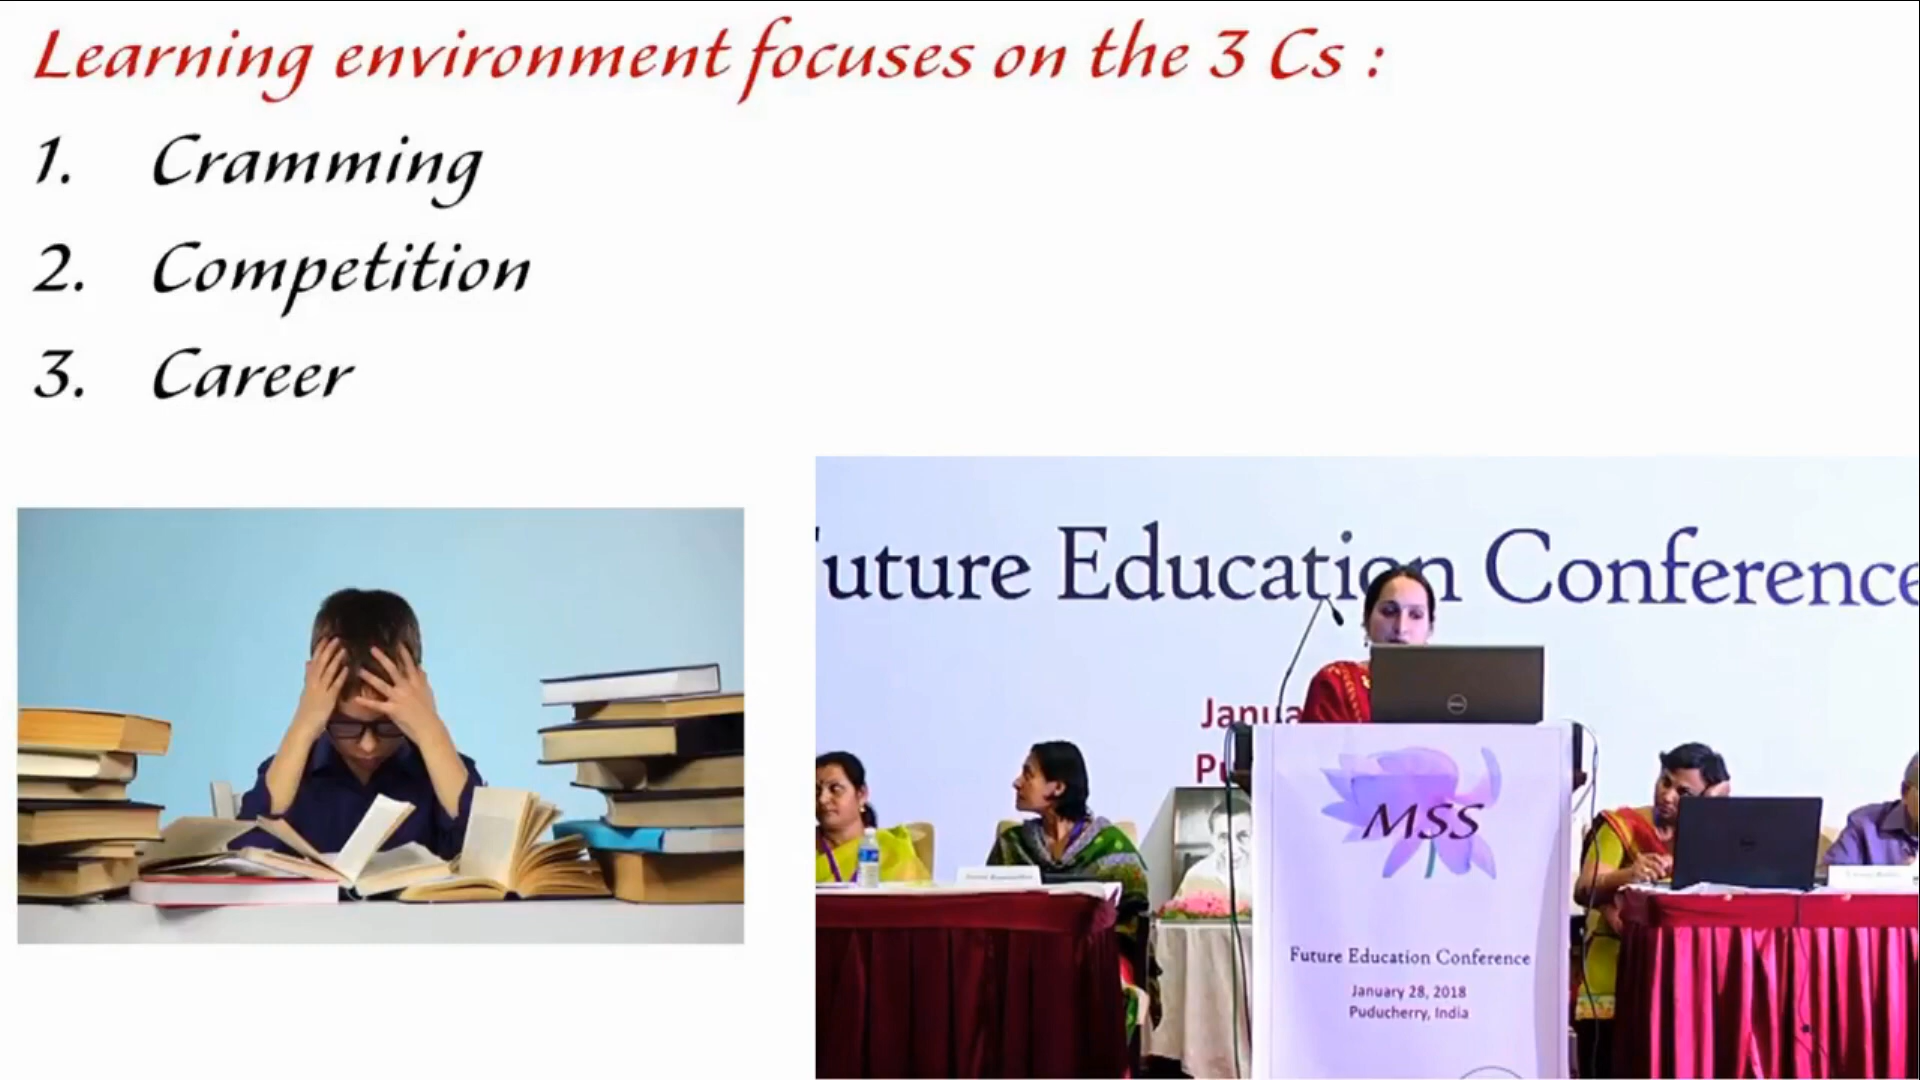 Learning environment focuses on the 3 Cs :
1. Cramming
2. Competition
3. Career
uture Education Conference
Janua
MSS
Future Education Conference
January 28, 2018
Puducherry, India